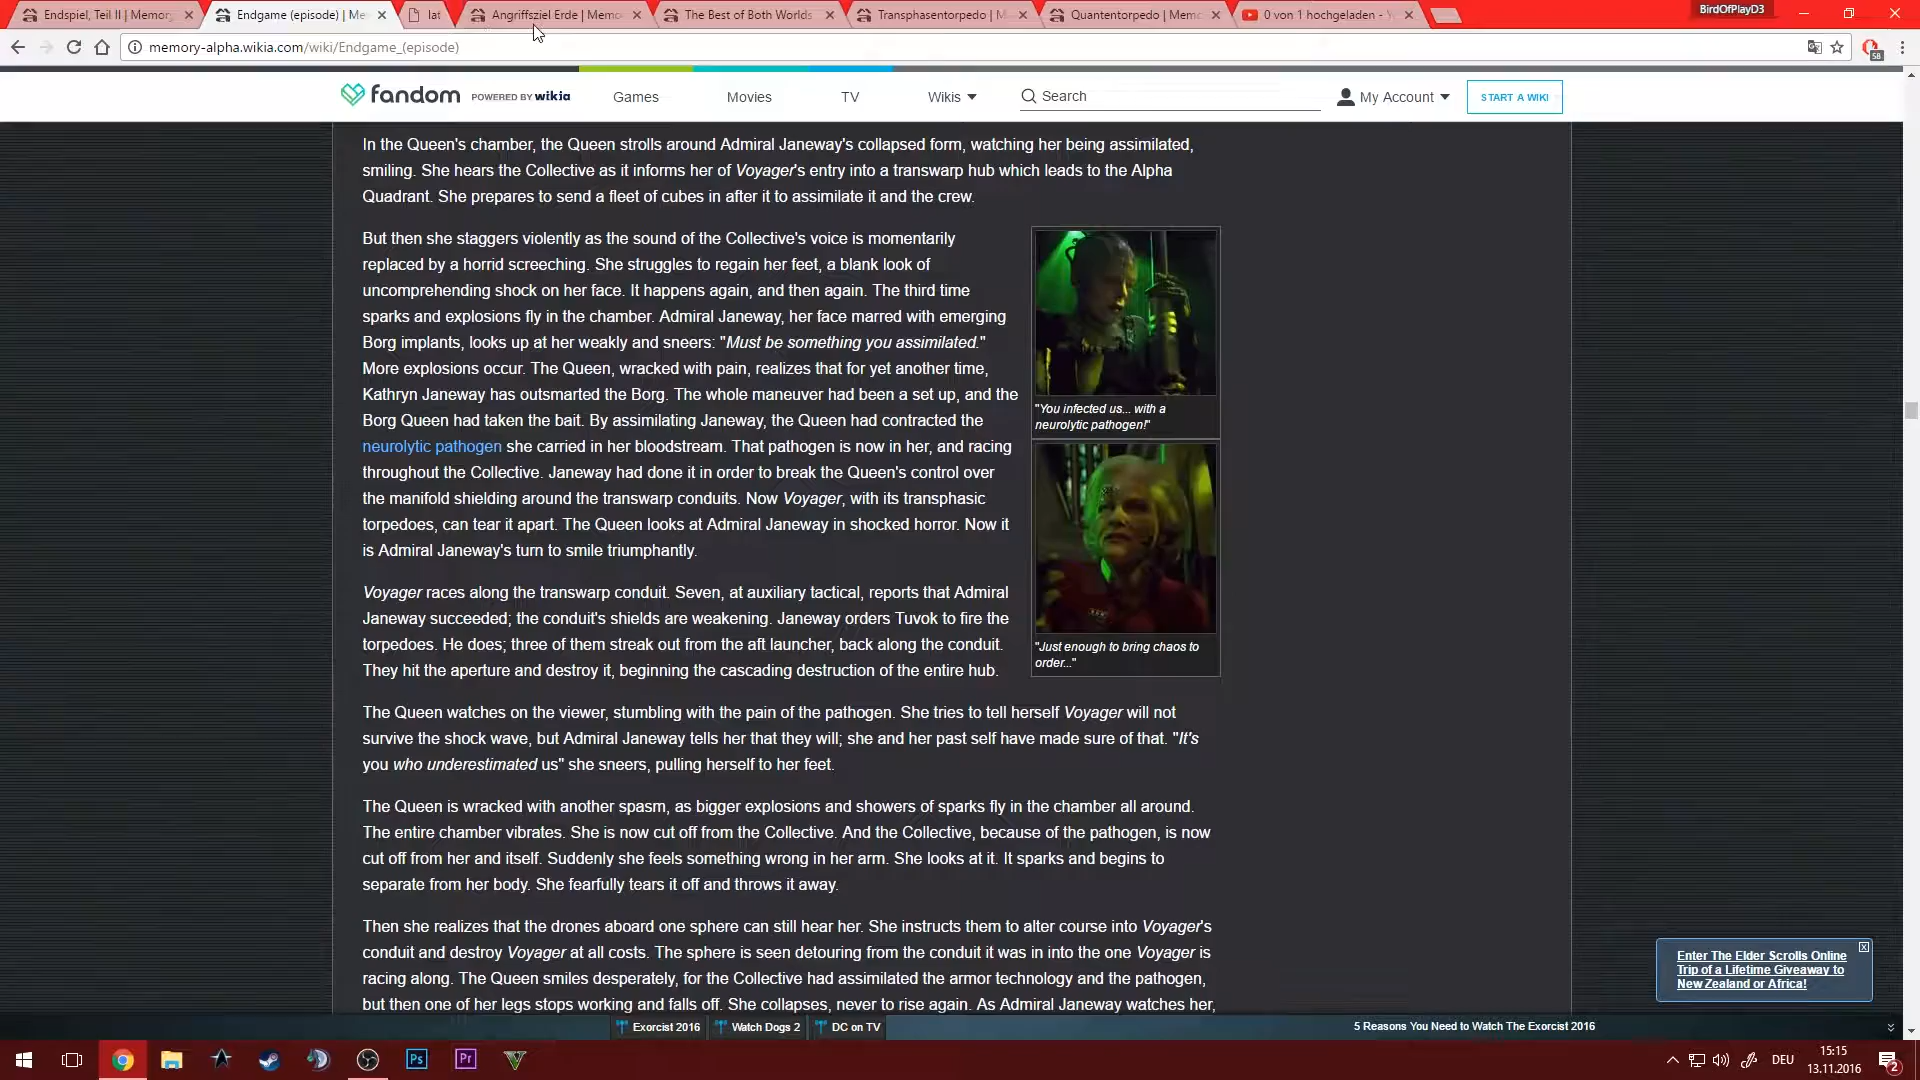 Endspiel, Teil II | Memory
Endgame (episode) | Me
lat
Angriffsziel Erde | Memo
The Best of Both Worlds
Transphasentorpedo | M
Quantentorpedo | Memo
0 von 1 hochgeladen - Y
BirdOfPlayD3
memory-alpha.wikia.com/wiki/Endgame_(episode)
58
fandom POWERED BY wikia
Games
Movies
TV
Wikis
Search
My Account
START A WIKI
In the Queen's chamber, the Queen strolls around Admiral Janeway's collapsed form, watching her being assimilated,
smiling. She hears the Collective as it informs her of Voyager's entry into a transwarp hub which leads to the Alpha
Quadrant. She prepares to send a fleet of cubes in after it to assimilate it and the crew.
But then she staggers violently as the sound of the Collective's voice is momentarily
replaced by a horrid screeching. She struggles to regain her feet, a blank look of
uncomprehending shock on her face. It happens again, and then again. The third time
sparks and explosions fly in the chamber. Admiral Janeway, her face marred with emerging
Borg implants, looks up at her weakly and sneers: "Must be something you assimilated."
More explosions occur. The Queen, wracked with pain, realizes that for yet another time,
Kathryn Janeway has outsmarted the Borg. The whole maneuver had been a set up, and the
Borg Queen had taken the bait. By assimilating Janeway, the Queen had contracted the
neurolytic pathogen she carried in her bloodstream. That pathogen is now in her, and racing
throughout the Collective. Janeway had done it in order to break the Queen's control over
the manifold shielding around the transwarp conduits. Now Voyager, with its transphasic
torpedoes, can tear it apart. The Queen looks at Admiral Janeway in shocked horror. Now it
is Admiral Janeway's turn to smile triumphantly.
"You infected us... with a
neurolytic pathogen!"
"Just enough to bring chaos to
order..."
Voyager races along the transwarp conduit. Seven, at auxiliary tactical, reports that Admiral
Janeway succeeded; the conduit's shields are weakening. Janeway orders Tuvok to fire the
torpedoes. He does; three of them streak out from the aft launcher, back along the conduit.
They hit the aperture and destroy it, beginning the cascading destruction of the entire hub.
The Queen watches on the viewer, stumbling with the pain of the pathogen. She tries to tell herself Voyager will not
survive the shock wave, but Admiral Janeway tells her that they will; she and her past self have made sure of that. "It's
you who underestimated us" she sneers, pulling herself to her feet.
The Queen is wracked with another spasm, as bigger explosions and showers of sparks fly in the chamber all around.
The entire chamber vibrates. She is now cut off from the Collective. And the Collective, because of the pathogen, is now
cut off from her and itself. Suddenly she feels something wrong in her arm. She looks at it. It sparks and begins to
separate from her body. She fearfully tears it off and throws it away.
Then she realizes that the drones aboard one sphere can still hear her. She instructs them to alter course into Voyager's
conduit and destroy Voyager at all costs. The sphere is seen detouring from the conduit it was in into the one Voyager is
racing along. The Queen smiles desperately, for the Collective had assimilated the armor technology and the pathogen,
but then one of her legs stops working and falls off. She collapses, never to rise again. As Admiral Janeway watches her,
Enter The Elder Scrolls Online
Trip of a Lifetime Giveaway to
New Zealand or Africa!
Exorcist 2016
Watch Dogs 2
DC on TV
5 Reasons You Need to Watch The Exorcist 2016
Ps
Pr
DEU
15:15
13.11.2016
2